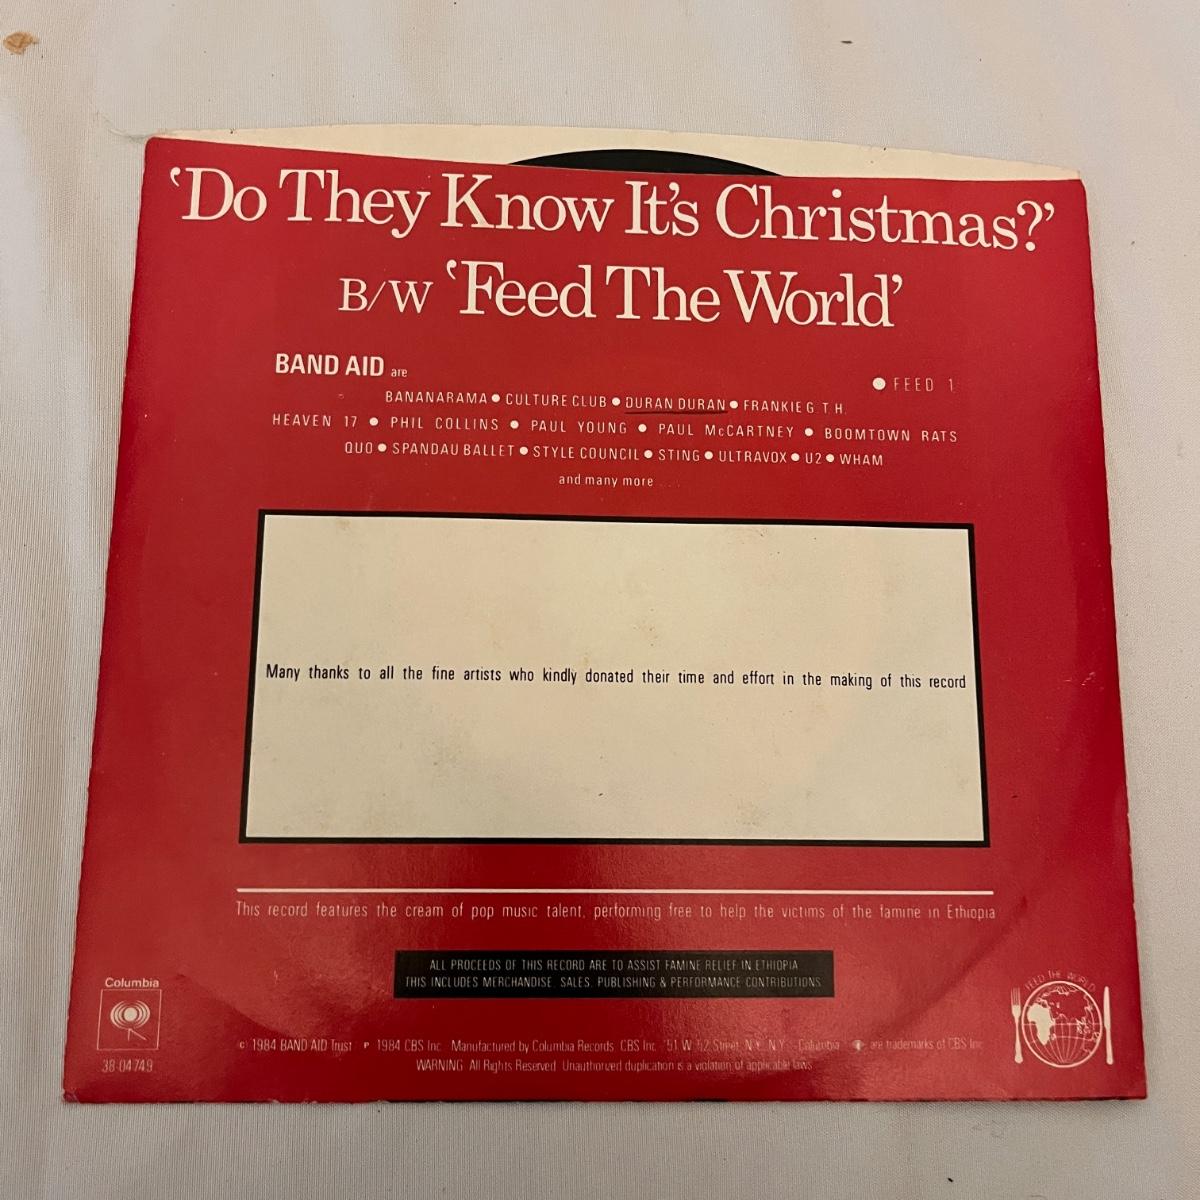 ‘Do They Know It’s Christmas?’
B/W ‘Feed The World’
BAND AID are
● FEED 1
BANANARAMA ● CULTURE CLUB ● DURAN DURAN ● FRANKIE G.T.H.
HEAVEN 17 ● PHIL COLLINS ● PAUL YOUNG ● PAUL McCARTNEY ● BOOMTOWN RATS
QUO ● SPANDAU BALLET ● STYLE COUNCIL ● STING ● ULTRAVOX ● U2 ● WHAM
and many more . . .
Many thanks to all the fine artists who kindly donated their time and effort in the making of this record
This record features the cream of pop music talent, performing free to help the victims of the famine in Ethiopia
ALL PROCEEDS OF THIS RECORD ARE TO ASSIST FAMINE RELIEF IN ETHIOPIA
THIS INCLUDES MERCHANDISE, SALES, PUBLISHING & PERFORMANCE CONTRIBUTIONS.
Columbia
38-04749
FEED THE WORLD
© 1984 BAND AID Trust ℗ 1984 CBS Inc. Manufactured by Columbia Records, CBS Inc. 51 W. 52 Street, N.Y., N.Y. Columbia, are trademarks of CBS Inc.
WARNING: All Rights Reserved. Unauthorized duplication is a violation of applicable laws.